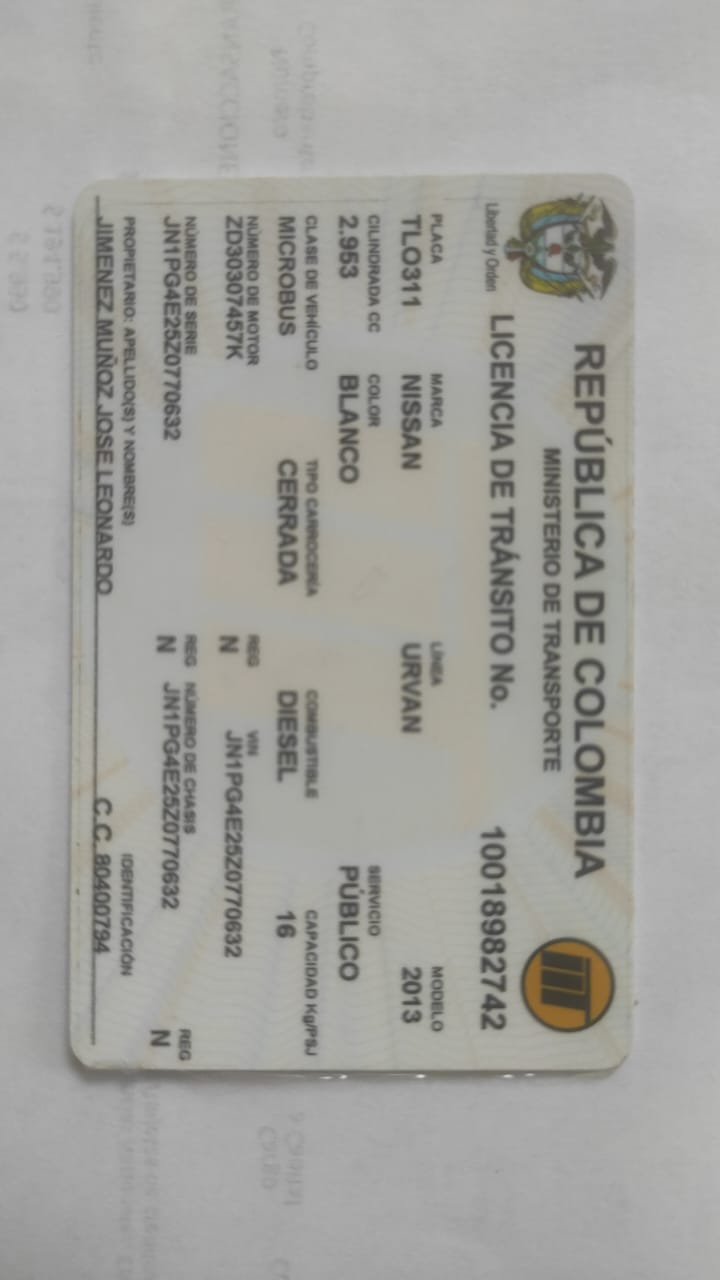 REPÚBLICA DE COLOMBIA
MINISTERIO DE TRANSPORTE
Libertad y Orden
LICENCIA DE TRÁNSITO No. 10018982742
PLACA MARCA LÍNEA MODELO
TLO311 NISSAN URVAN 2013
CILINDRADA CC COLOR SERVICIO
2.953 BLANCO PÚBLICO
CLASE DE VEHÍCULO TIPO CARROCERÍA COMBUSTIBLE CAPACIDAD Kg/PSJ
MICROBUS CERRADA DIESEL 16
NÚMERO DE MOTOR REG VIN
ZD30307457K N JN1PG4E25Z0770632
NÚMERO DE SERIE REG NÚMERO DE CHASIS REG
JN1PG4E25Z0770632 N JN1PG4E25Z0770632 N
PROPIETARIO: APELLIDO(S) Y NOMBRE(S) IDENTIFICACIÓN
JIMENEZ MUÑOZ JOSE LEONARDO C.C. 80400794